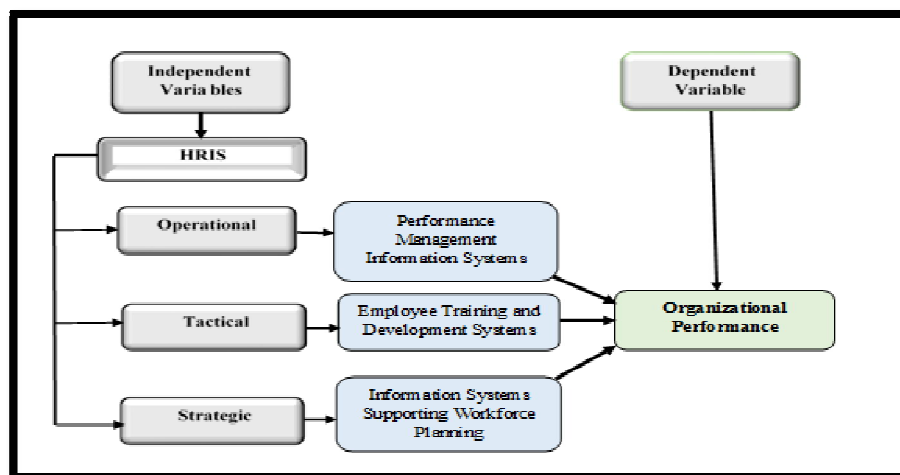 Independent
Variables
Dependent
Variable
HRIS
Operational
Performance
Management
Information Systems
Tactical
Employee Training and
Development Systems
Organizational
Performance
Strategic
Information Systems
Supporting Workforce
Planning